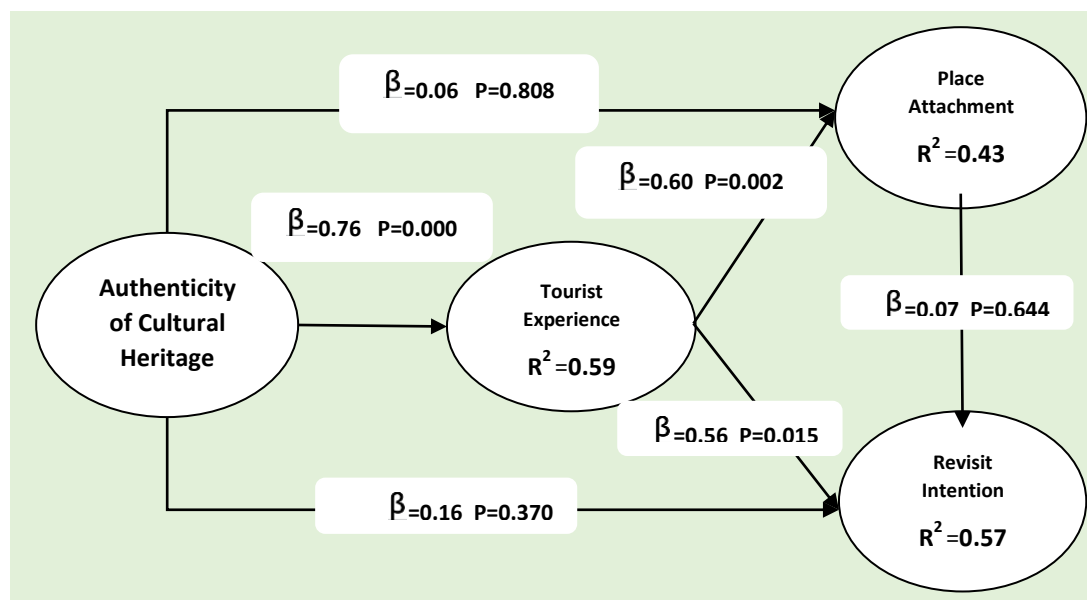 β=0.06 P=0.808
Place
Attachment
R²=0.43
β=0.60 P=0.002
β=0.76 P=0.000
Authenticity
of Cultural
Heritage
Tourist
Experience
R²=0.59
β=0.07 P=0.644
β=0.56 P=0.015
Revisit
Intention
R²=0.57
β=0.16 P=0.370